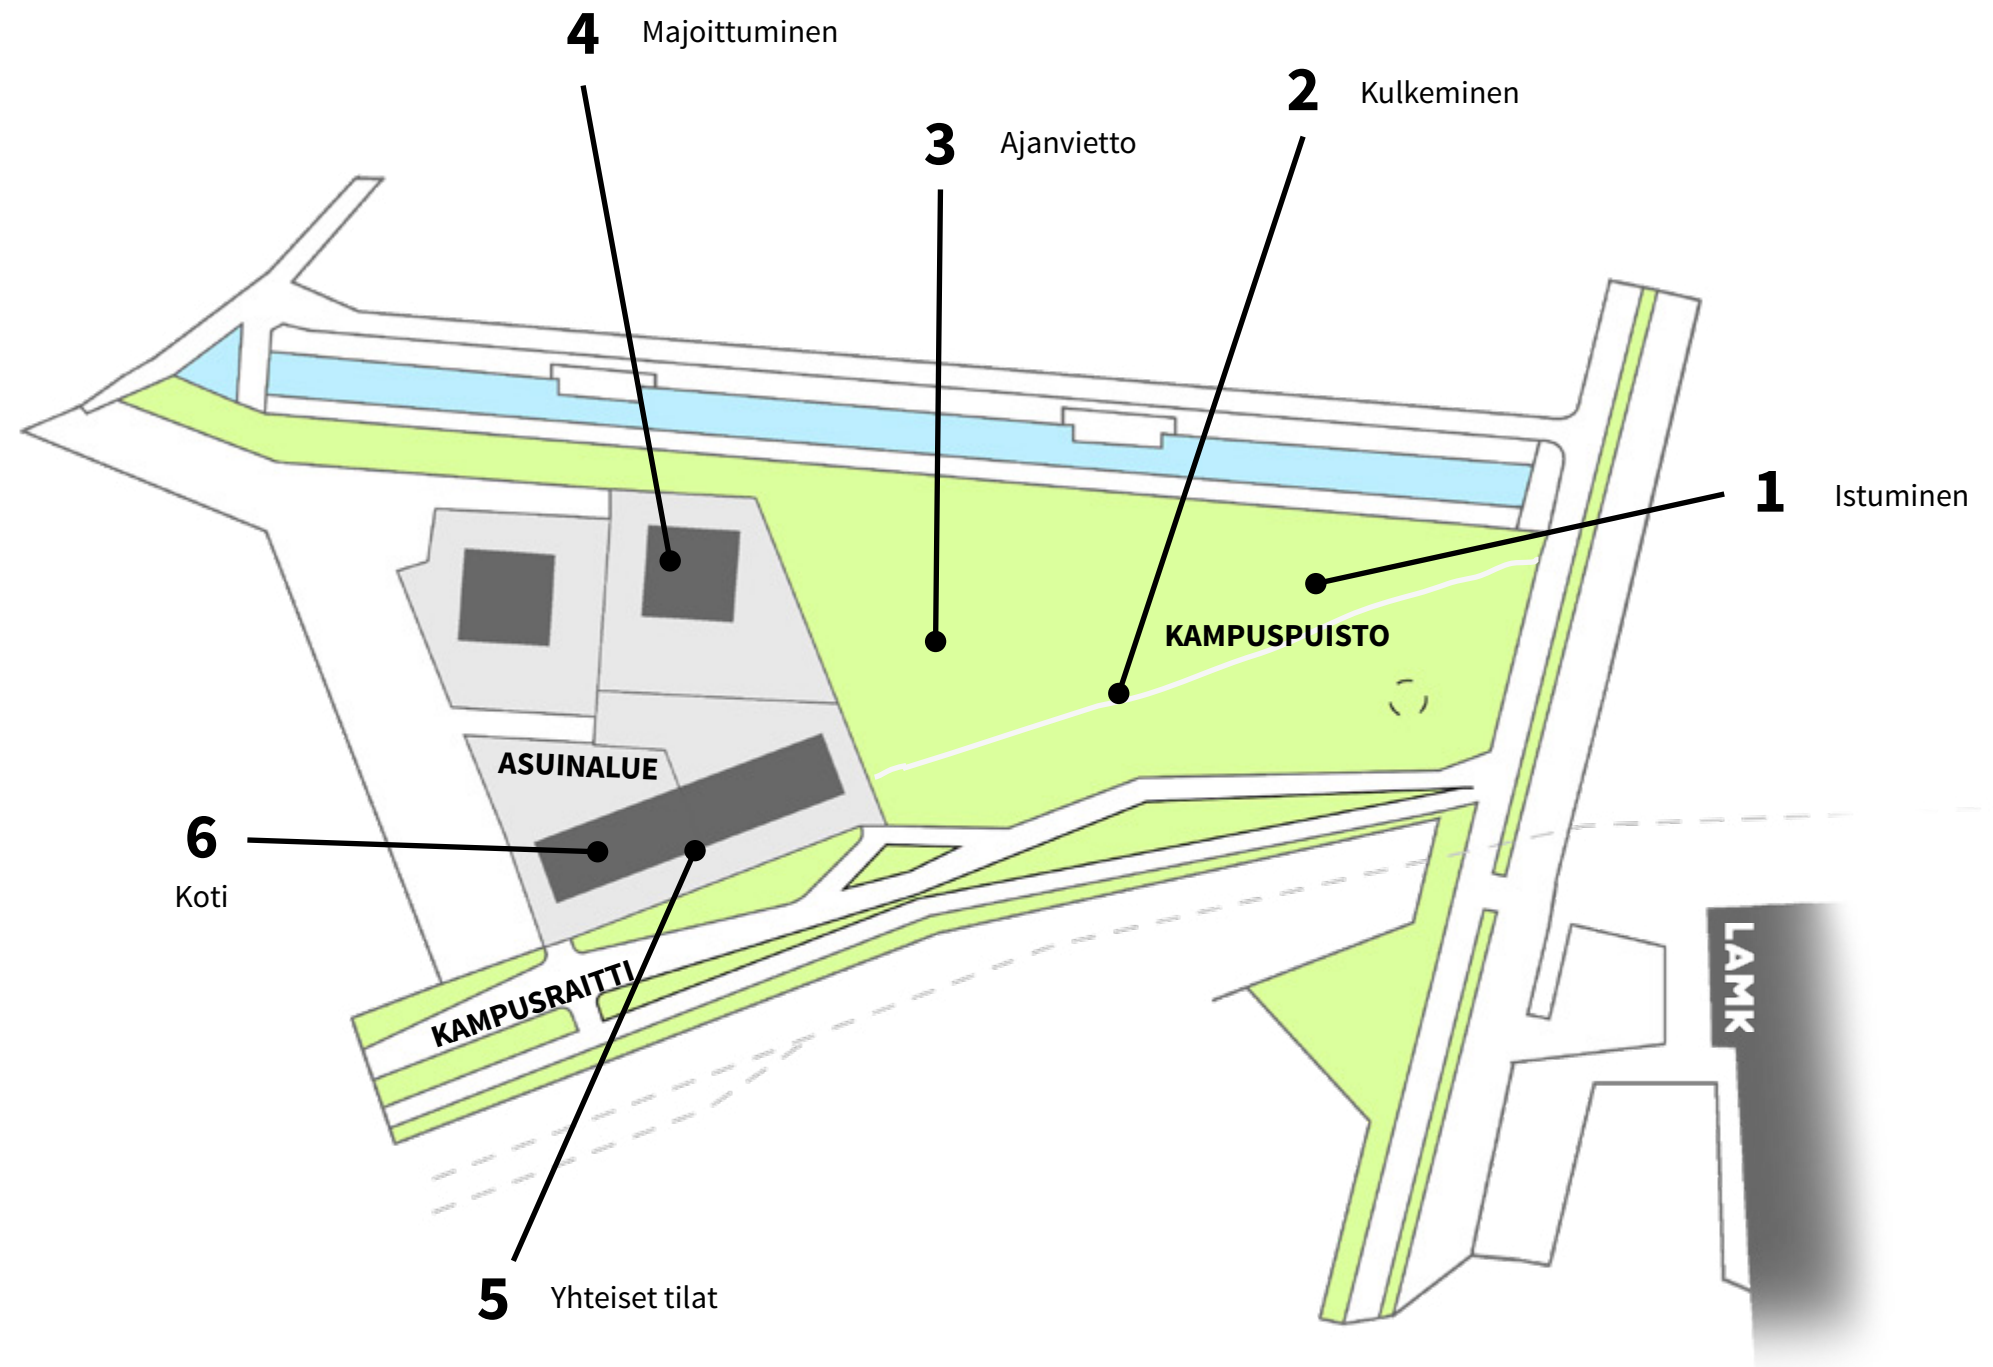 4 Majoittuminen
2 Kulkeminen
3 Ajanvietto
1 Istuminen
KAMPUSPUISTO
ASUINALUE
6
Koti
KAMPUSRAITTI
LAMK
5 Yhteiset tilat